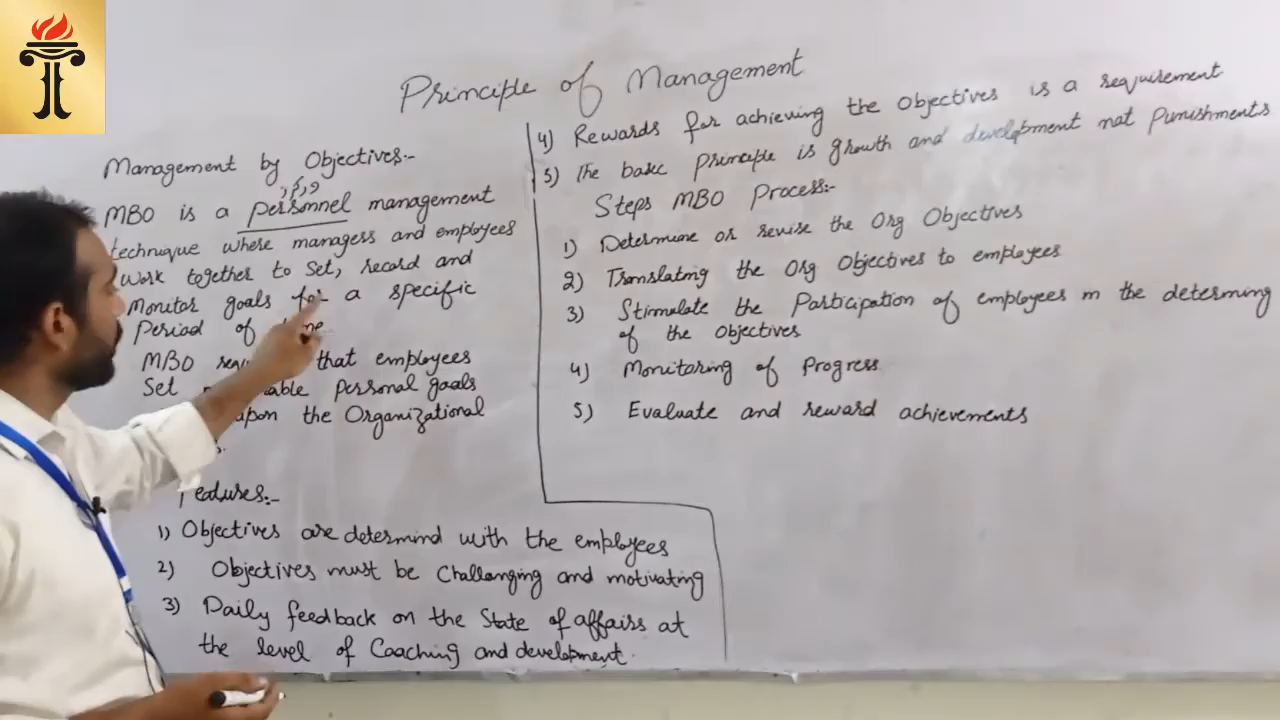 Principle of Management
Management by Objectives:-
MBO is a personnel management
technique where managers and employees
work together to set, record and
Monitor goals for a specific
Period of
MBO that employees
Set Personal goals
upon the Organizational
Features:-
1) Objectives are determind with the employees
2) Objectives must be Challanging and motivating
3) Daily feedback on the State of affairs at
the level of Coaching and development.
4) Rewards for achieving the Objectives is a requirement
5) The basic Principle is growth and development not Punishments
Steps MBO Process:-
1) Determine or revise the Org Objectives
2) Translating the Org Objectives to employees
3) Stimulate the Participation of employees in the determing
of the Objectives
4) Monitoring of Progress
5) Evaluate and reward achievements